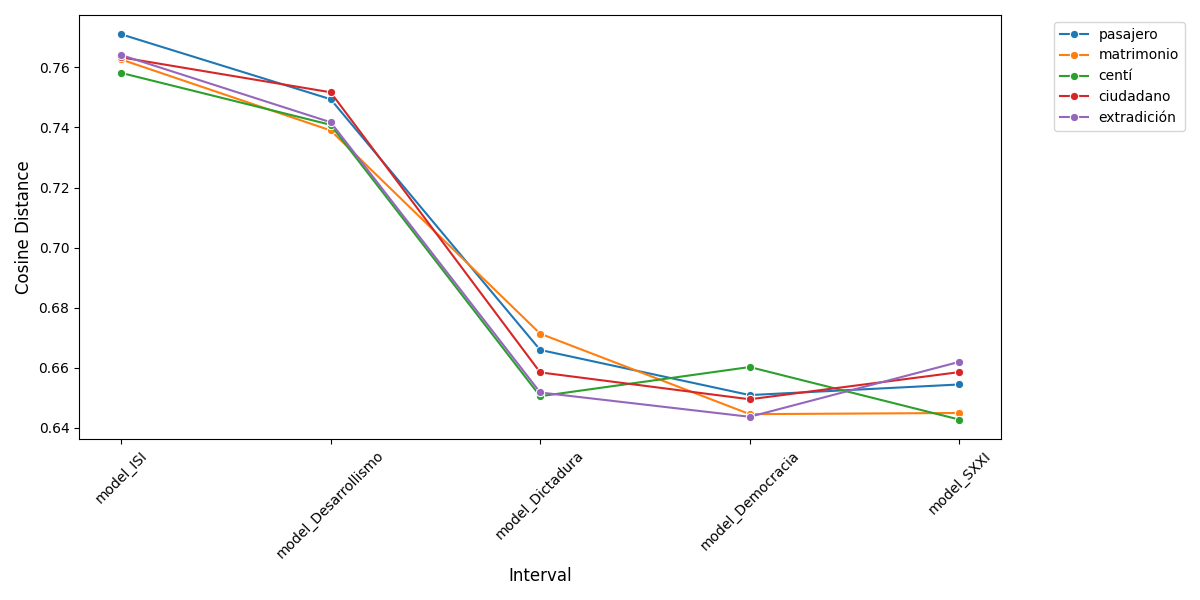 pasajero
matrimonio
centí
ciudadano
extradición
Cosine Distance
0.76
0.74
0.72
0.70
0.68
0.66
0.64
model_ISI
model_Desarrollismo
model_Dictadura
model_Democracia
model_SXXI
Interval